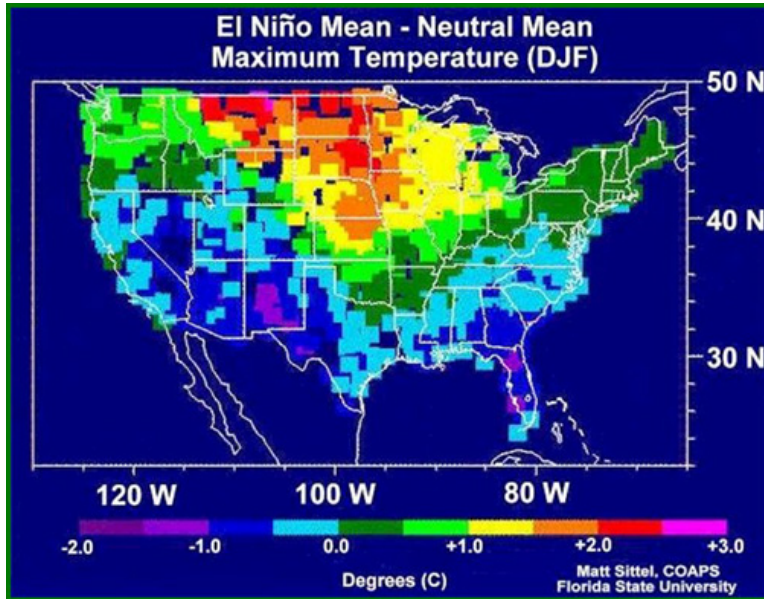 El Niño Mean - Neutral Mean
Maximum Temperature (DJF)
50 N
40 N
30 N
120 W 100 W 80 W
-2.0 -1.0 0.0 +1.0 +2.0 +3.0
Degrees (C)
Matt Sittel, COAPS
Florida State University